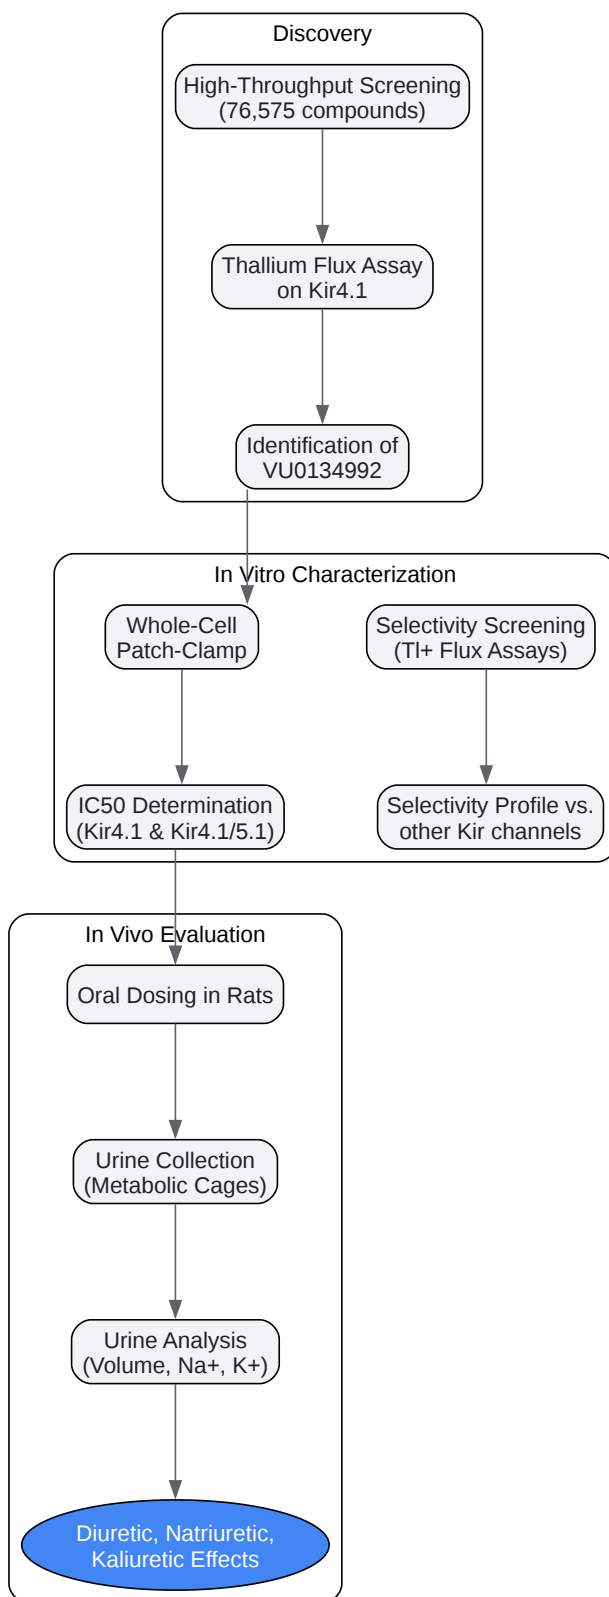 Discovery
High-Throughput Screening
(76,575 compounds)
Thallium Flux Assay
on Kir4.1
Identification of
VU0134992
In Vitro Characterization
Whole-Cell
Patch-Clamp
Selectivity Screening
(Tl+ Flux Assays)
IC50 Determination
(Kir4.1 & Kir4.1/5.1)
Selectivity Profile vs.
other Kir channels
In Vivo Evaluation
Oral Dosing in Rats
Urine Collection
(Metabolic Cages)
Urine Analysis
(Volume, Na+, K+)
Diuretic, Natriuretic,
Kaliuretic Effects